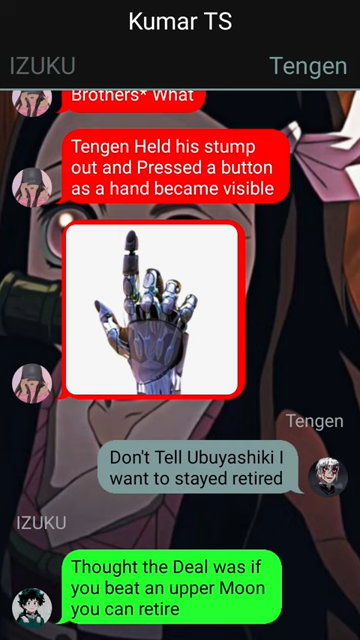 Kumar TS
IZUKU
Tengen
Brothers* What
Tengen Held his stump
out and Pressed a button
as a hand became visible
Tengen
Don't Tell Ubuyashiki I
want to stayed retired
IZUKU
Thought the Deal was if
you beat an upper Moon
you can retire